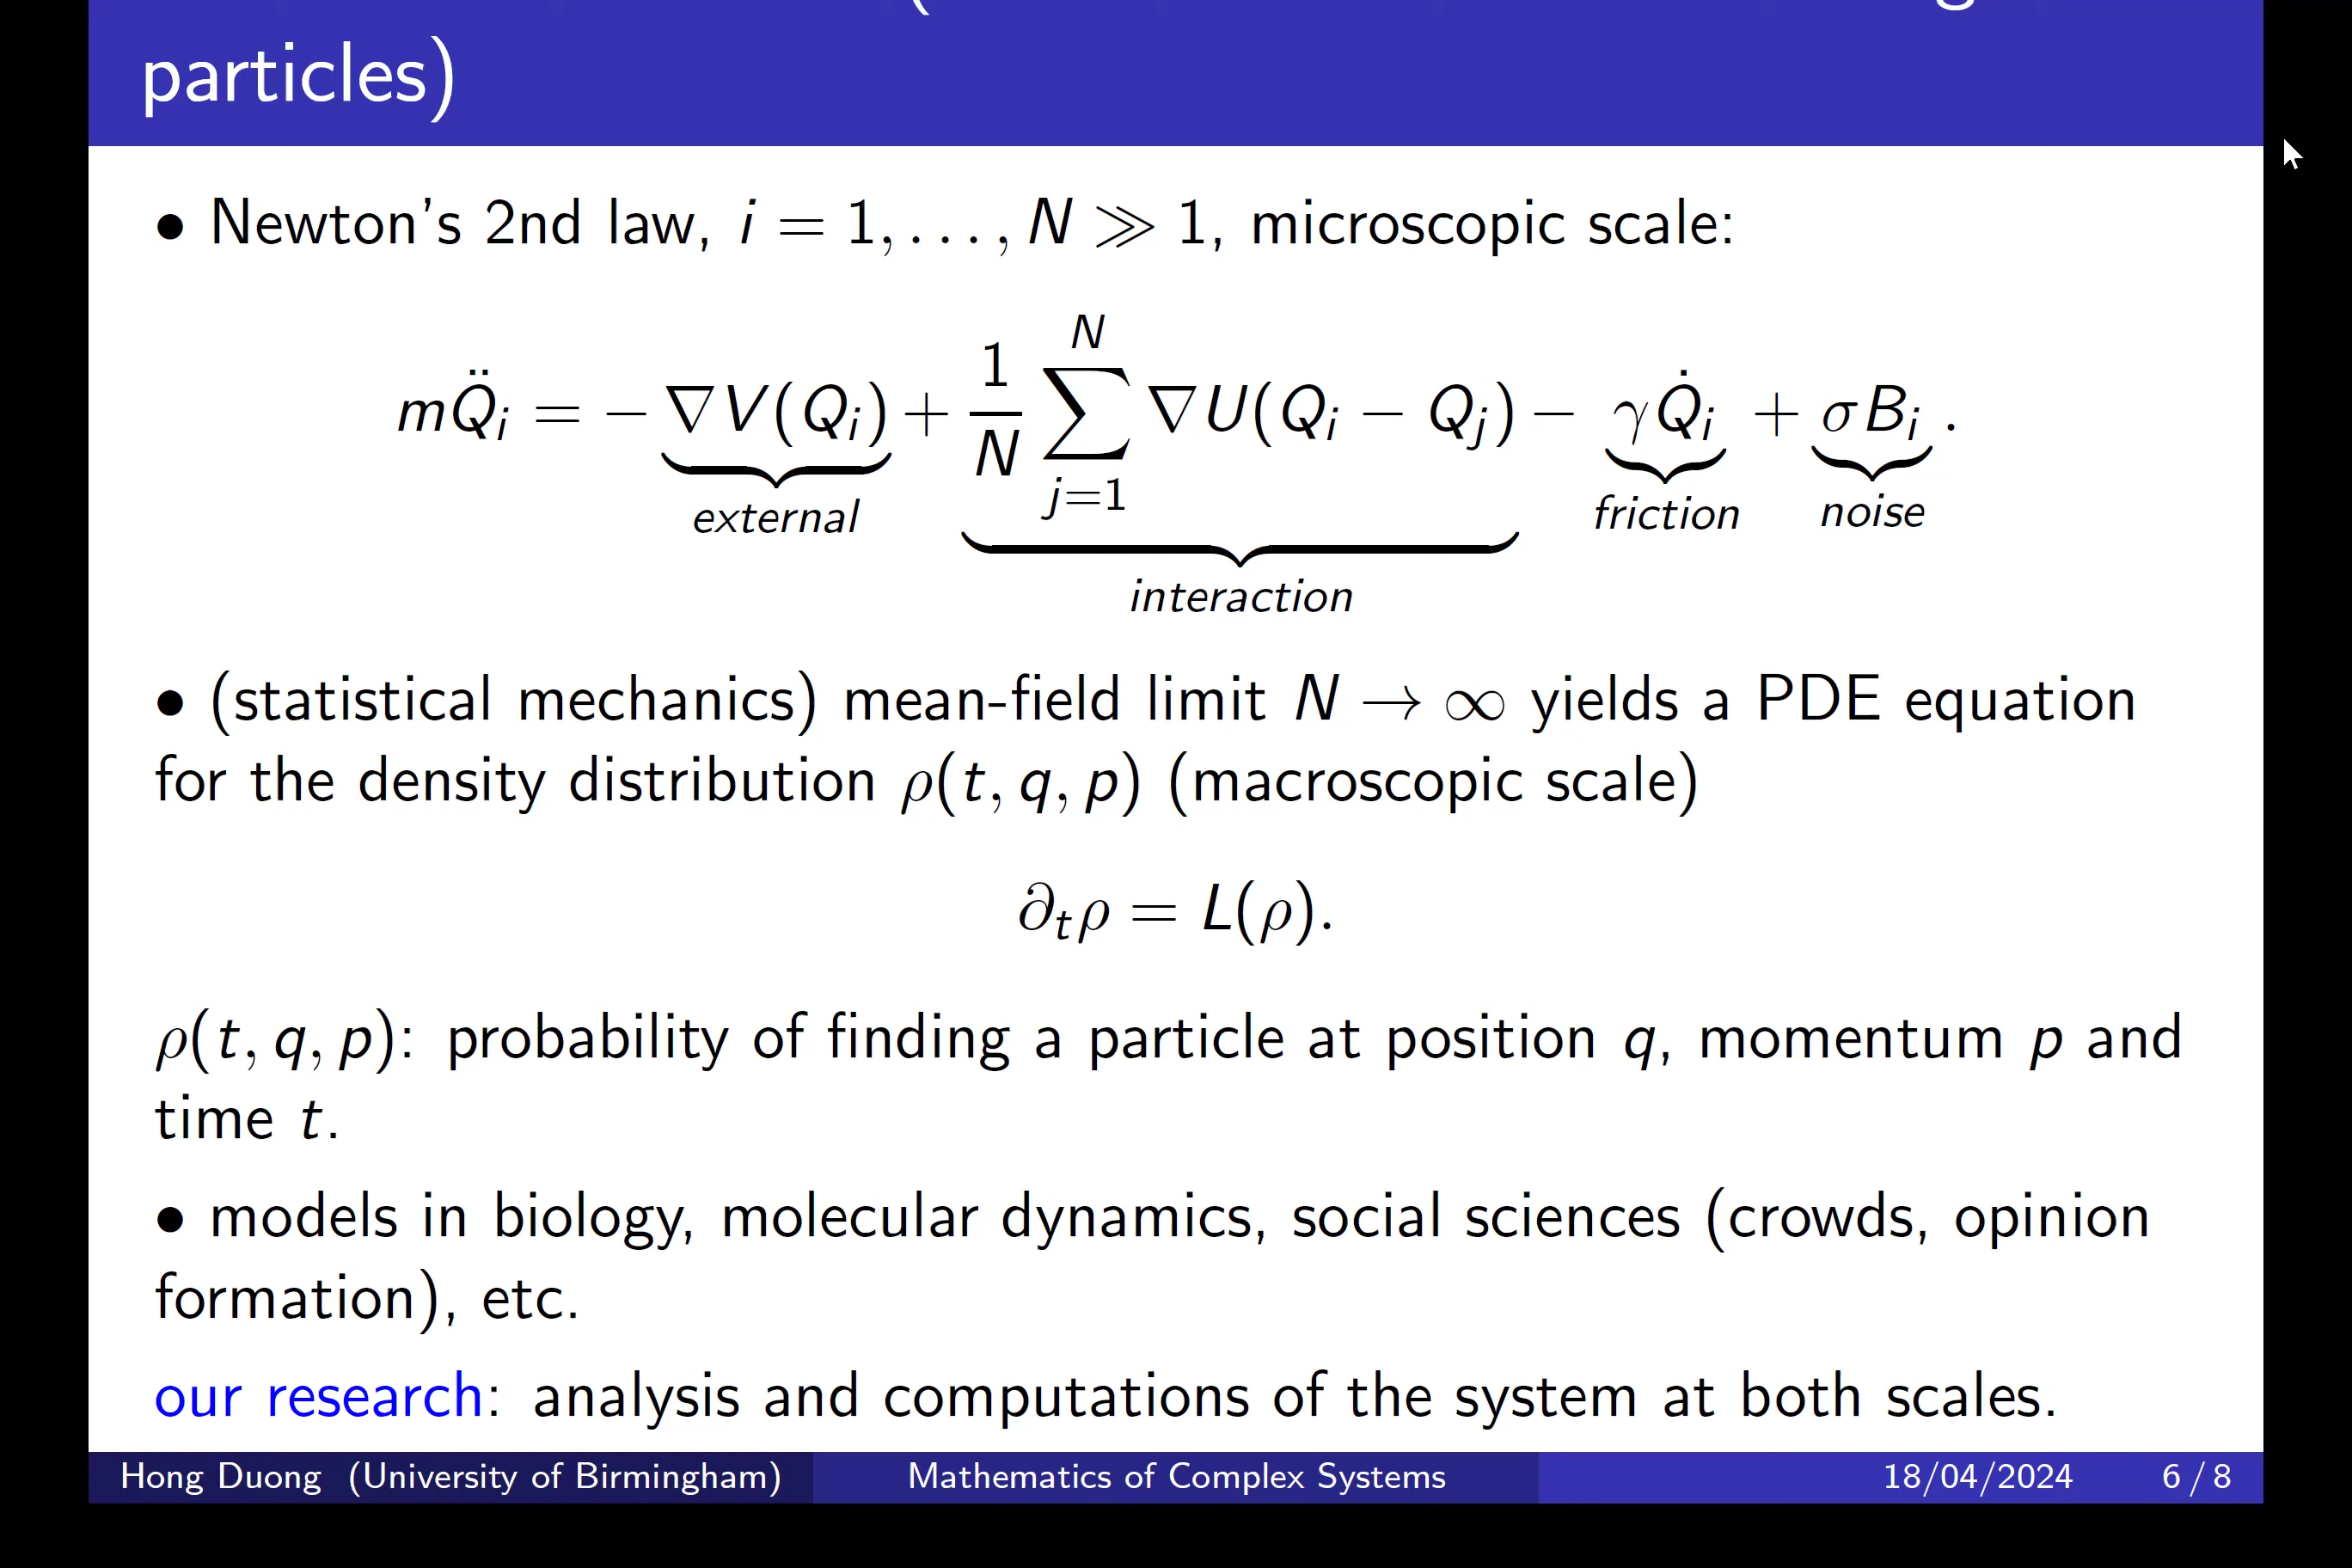 particles)
• Newton's 2nd law, i = 1, . . . , N ≫ 1, microscopic scale:
mQ̈ᵢ = − ∇V(Qᵢ) + 1/N ∑_{j=1}^{N} ∇U(Qᵢ − Qⱼ) − γQ̇ᵢ + σBᵢ .
external
interaction
friction
noise
• (statistical mechanics) mean-field limit N → ∞ yields a PDE equation
for the density distribution ρ(t, q, p) (macroscopic scale)
∂ₜρ = L(ρ).
ρ(t, q, p): probability of finding a particle at position q, momentum p and
time t.
• models in biology, molecular dynamics, social sciences (crowds, opinion
formation), etc.
our research: analysis and computations of the system at both scales.
Hong Duong (University of Birmingham) Mathematics of Complex Systems 18/04/2024 6 / 8